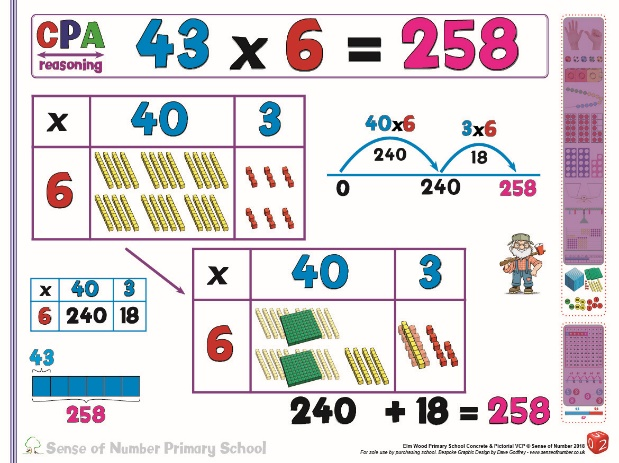 CPA
reasoning
43 x 6 = 258
x 40 3
6
40x6 3x6
240 18
0 240 258
x 40 3
6
x 40 3
6 240 18
43
258
240 + 18 = 258
Sense of Number Primary School
Elm Wood Primary School Concrete & Pictorial VCP © Sense of Number 2018
For sole use by purchasing school. Bespoke Graphic Design by Dave Godfrey - www.senseofnumber.co.uk